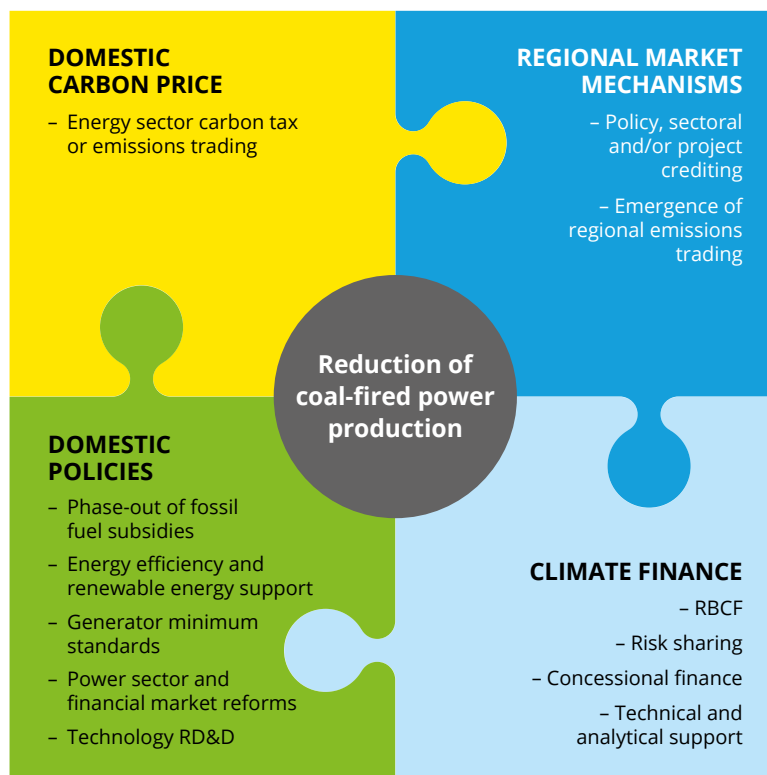 DOMESTIC
CARBON PRICE
– Energy sector carbon tax
or emissions trading
REGIONAL MARKET
MECHANISMS
– Policy, sectoral
and/or project
crediting
– Emergence of
regional emissions
trading
Reduction of
coal-fired power
production
DOMESTIC
POLICIES
– Phase-out of fossil
fuel subsidies
– Energy efficiency and
renewable energy support
– Generator minimum
standards
– Power sector and
financial market reforms
– Technology RD&D
CLIMATE FINANCE
– RBCF
– Risk sharing
– Concessional finance
– Technical and
analytical support